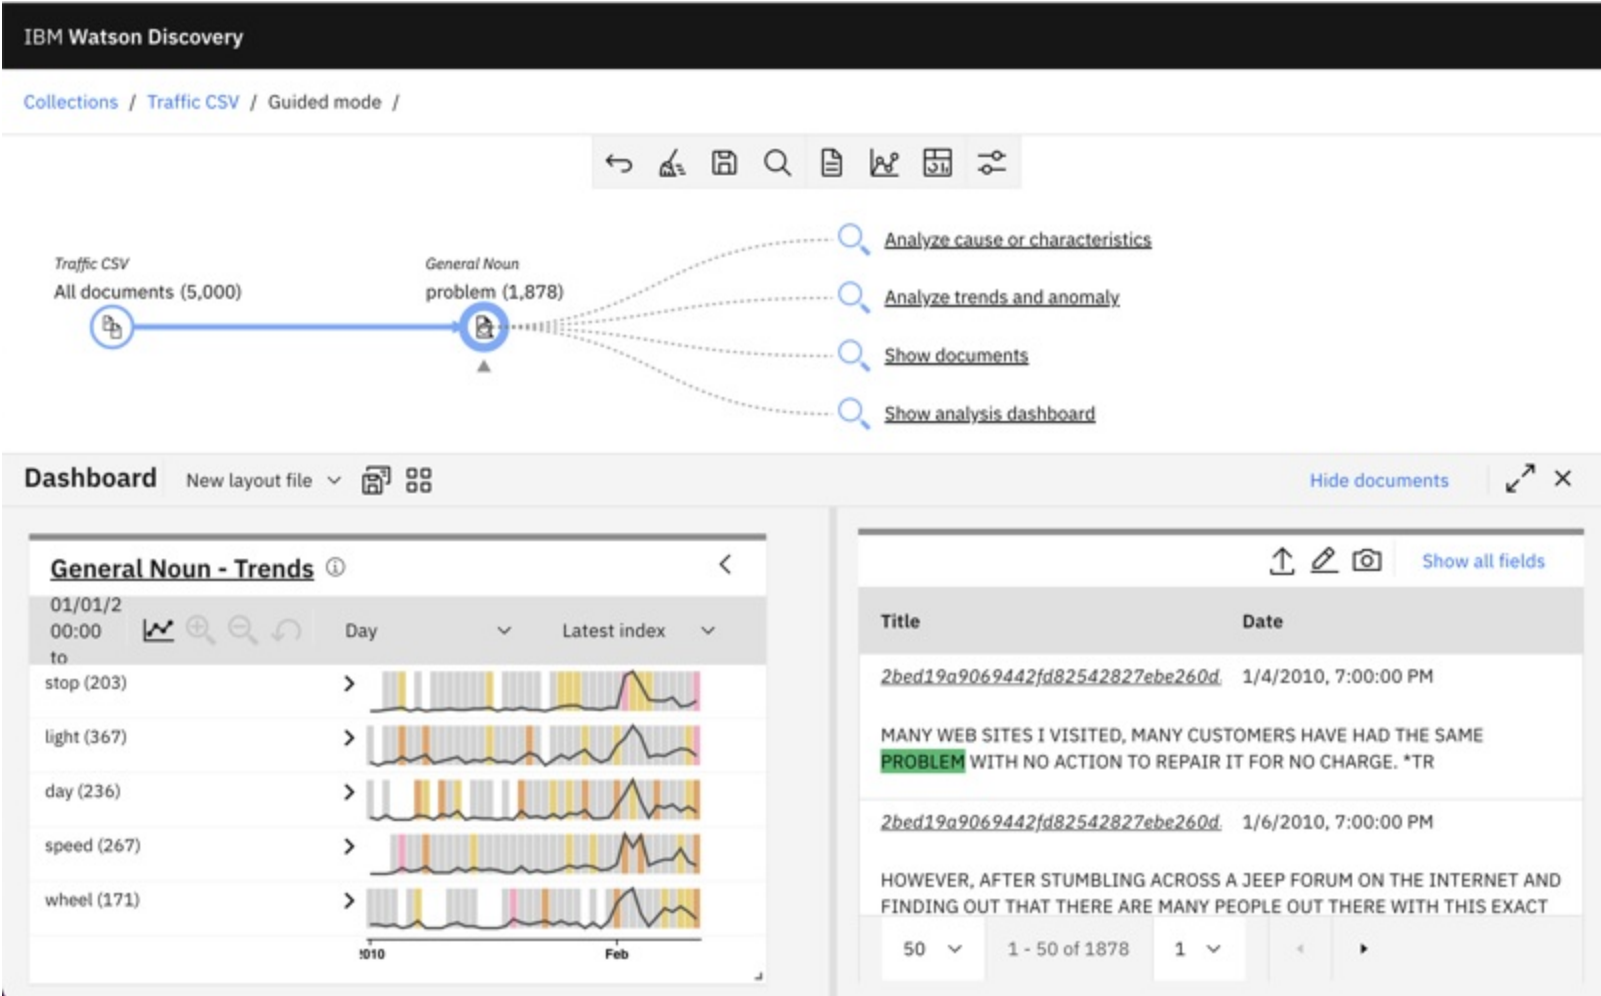 IBM Watson Discovery
Collections / Traffic CSV / Guided mode /
Traffic CSV
All documents (5,000)
General Noun
problem (1,878)
Analyze cause or characteristics
Analyze trends and anomaly
Show documents
Show analysis dashboard
Dashboard
New layout file
Hide documents
General Noun - Trends
01/01/2
00:00
to
Day
Latest index
stop (203)
light (367)
day (236)
speed (267)
wheel (171)
2010
Feb
Show all fields
Title
Date
2bed19a9069442fd82542827ebe260d.
1/4/2010, 7:00:00 PM
MANY WEB SITES I VISITED, MANY CUSTOMERS HAVE HAD THE SAME
PROBLEM WITH NO ACTION TO REPAIR IT FOR NO CHARGE. *TR
2bed19a9069442fd82542827ebe260d.
1/6/2010, 7:00:00 PM
HOWEVER, AFTER STUMBLING ACROSS A JEEP FORUM ON THE INTERNET AND
FINDING OUT THAT THERE ARE MANY PEOPLE OUT THERE WITH THIS EXACT
50
1 - 50 of 1878
1